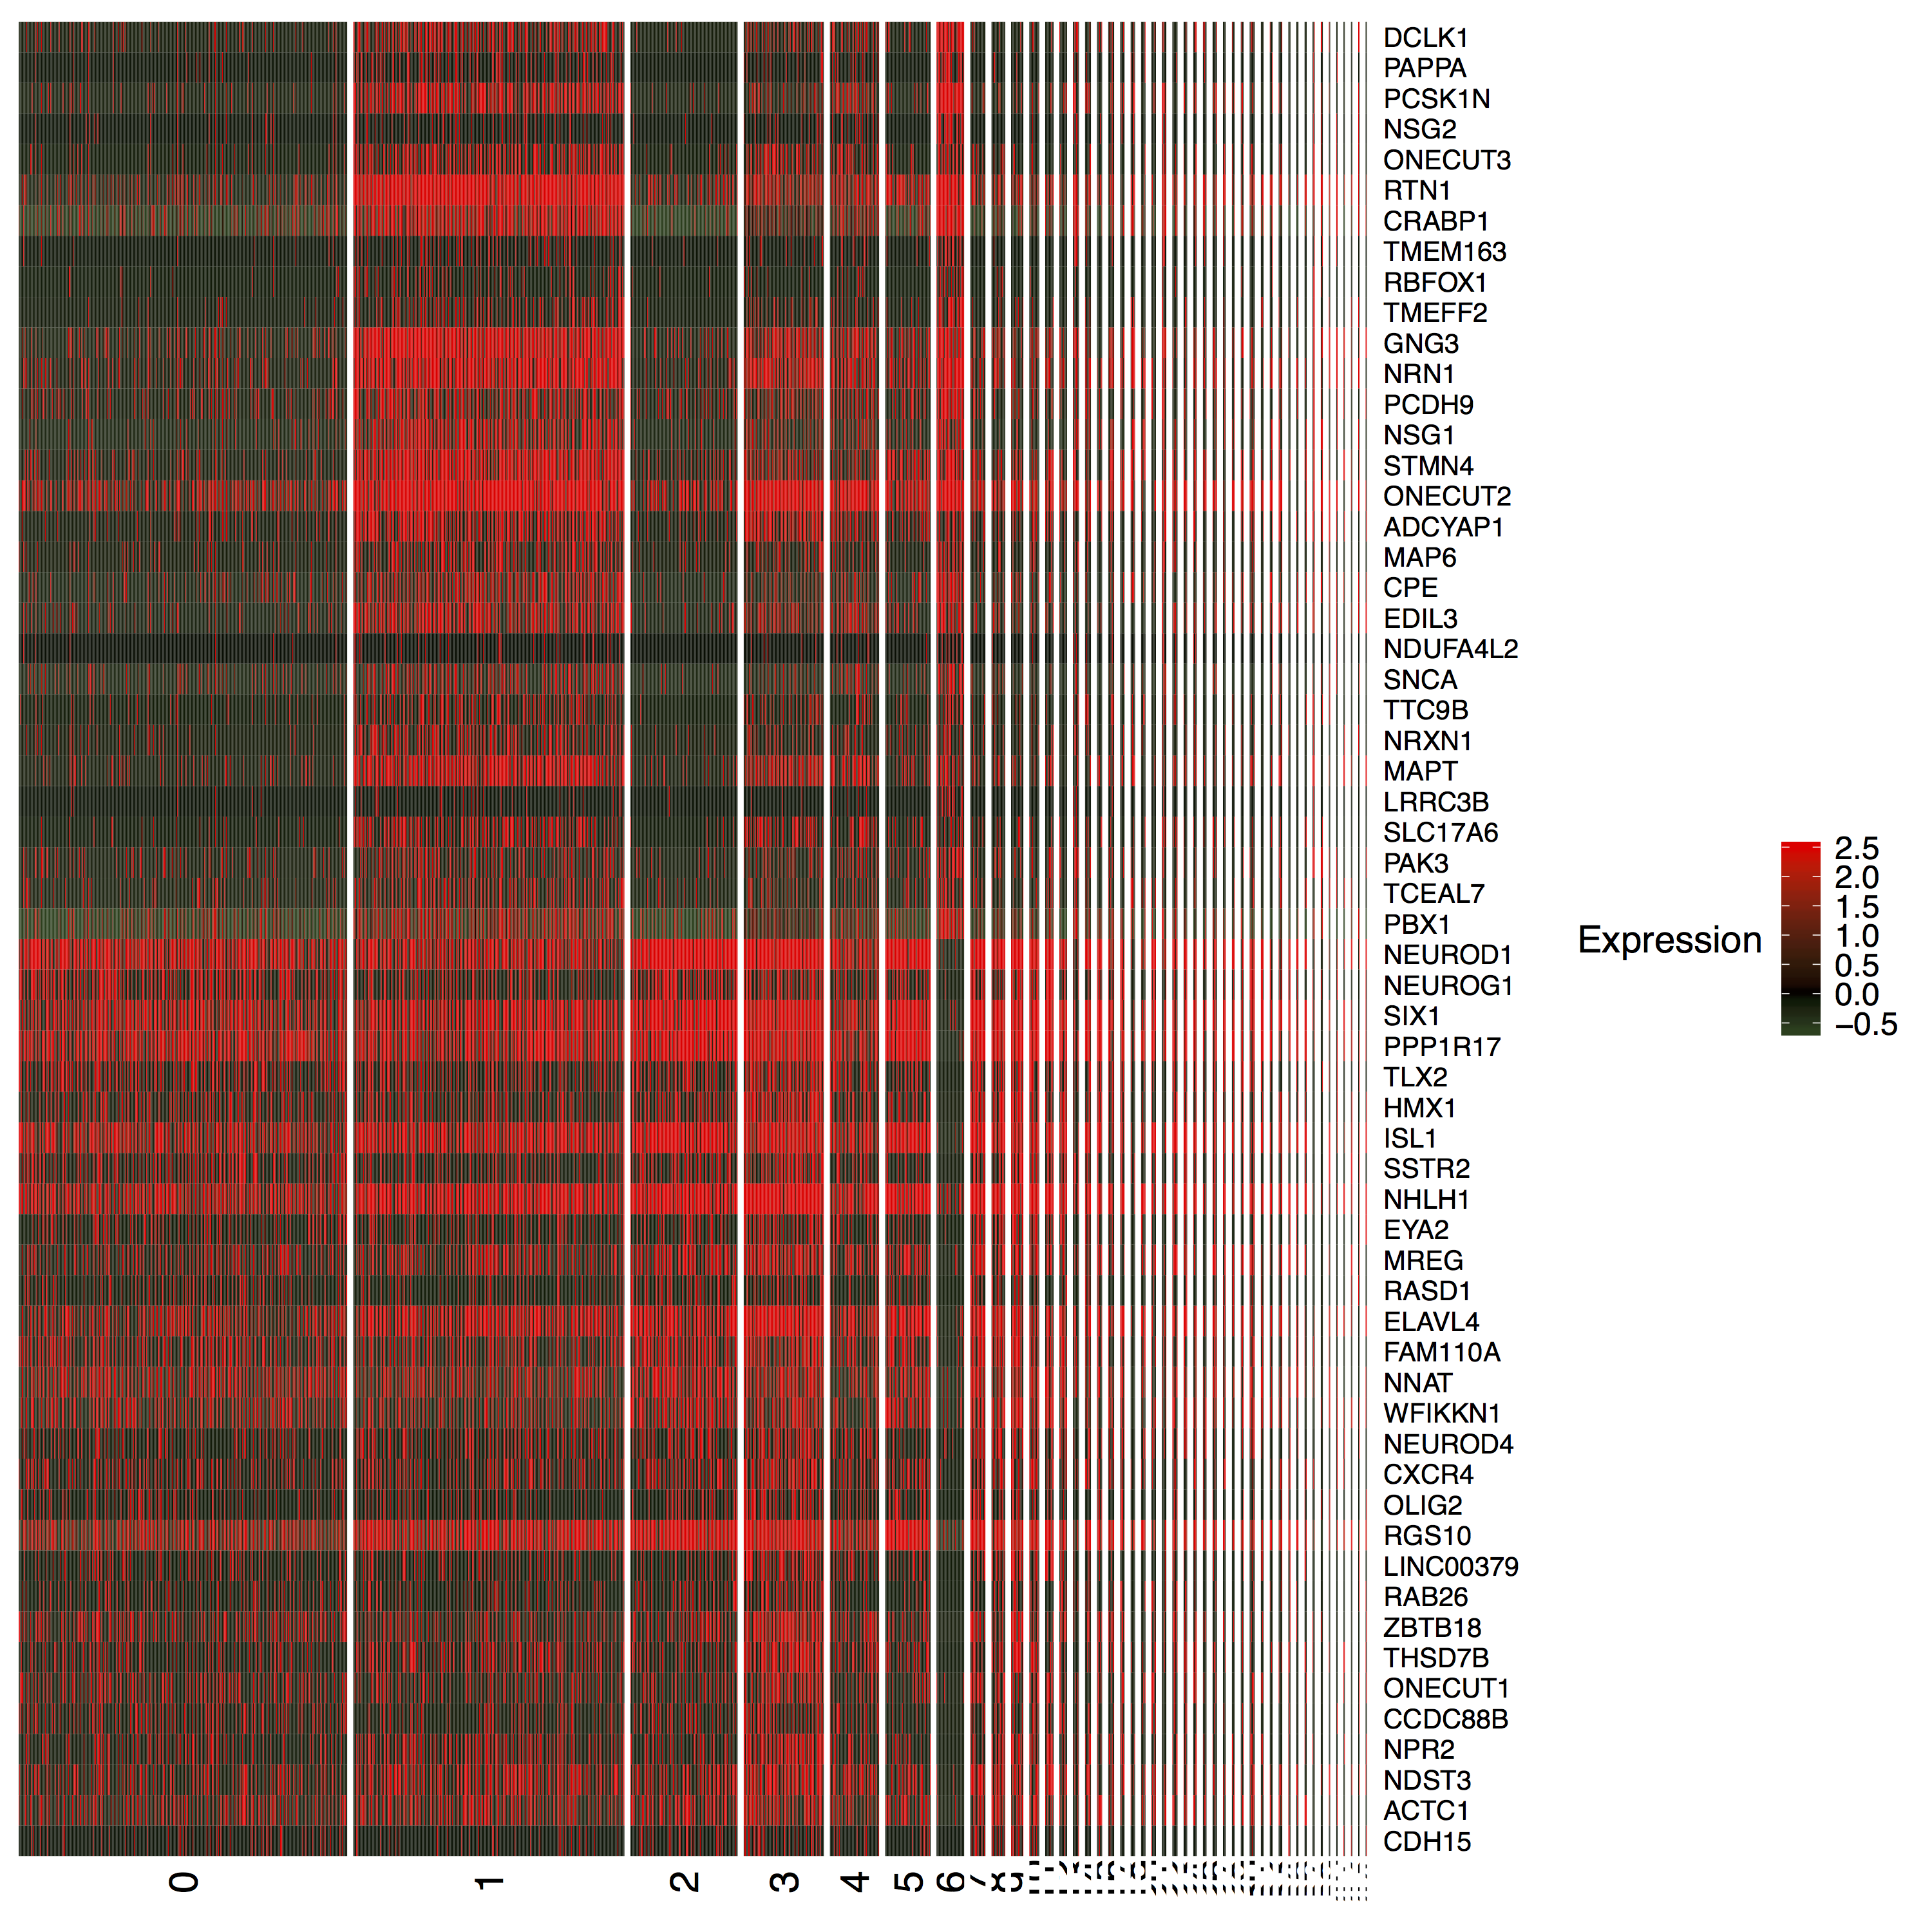 DCLK1
PAPPA
PCSK1N
NSG2
ONECUT3
RTN1
CRABP1
TMEM163
RBFOX1
TMEFF2
GNG3
NRN1
PCDH9
NSG1
STMN4
ONECUT2
ADCYAP1
MAP6
CPE
EDIL3
NDUFA4L2
SNCA
TTC9B
NRXN1
MAPT
LRRC3B
SLC17A6
PAK3
TCEAL7
PBX1
NEUROD1
NEUROG1
SIX1
PPP1R17
TLX2
HMX1
ISL1
SSTR2
NHLH1
EYA2
MREG
RASD1
ELAVL4
FAM110A
NNAT
WFIKKN1
NEUROD4
CXCR4
OLIG2
RGS10
LINC00379
RAB26
ZBTB18
THSD7B
ONECUT1
CCDC88B
NPR2
NDST3
ACTC1
CDH15
Expression
2.5
2.0
1.5
1.0
0.5
0.0
−0.5
0 1 2 3 4 5 6 7 8